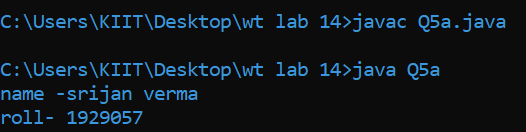 C:\Users\KIIT\Desktop\wt lab 14>javac Q5a.java
C:\Users\KIIT\Desktop\wt lab 14>java Q5a
name -srijan verma
roll- 1929057